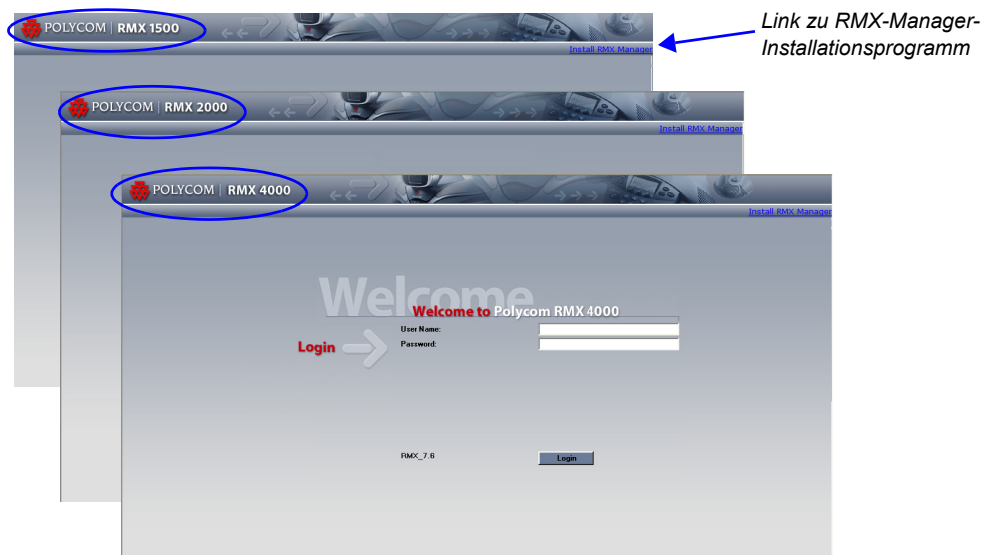 POLYCOM | RMX 1500
Install RMX Manager
Link zu RMX-Manager-
Installationsprogramm
POLYCOM | RMX 2000
Install RMX Manager
POLYCOM | RMX 4000
Install RMX Manager
Welcome
Welcome to Polycom RMX 4000
User Name:
Login
Password:
RMX_7.6
Login